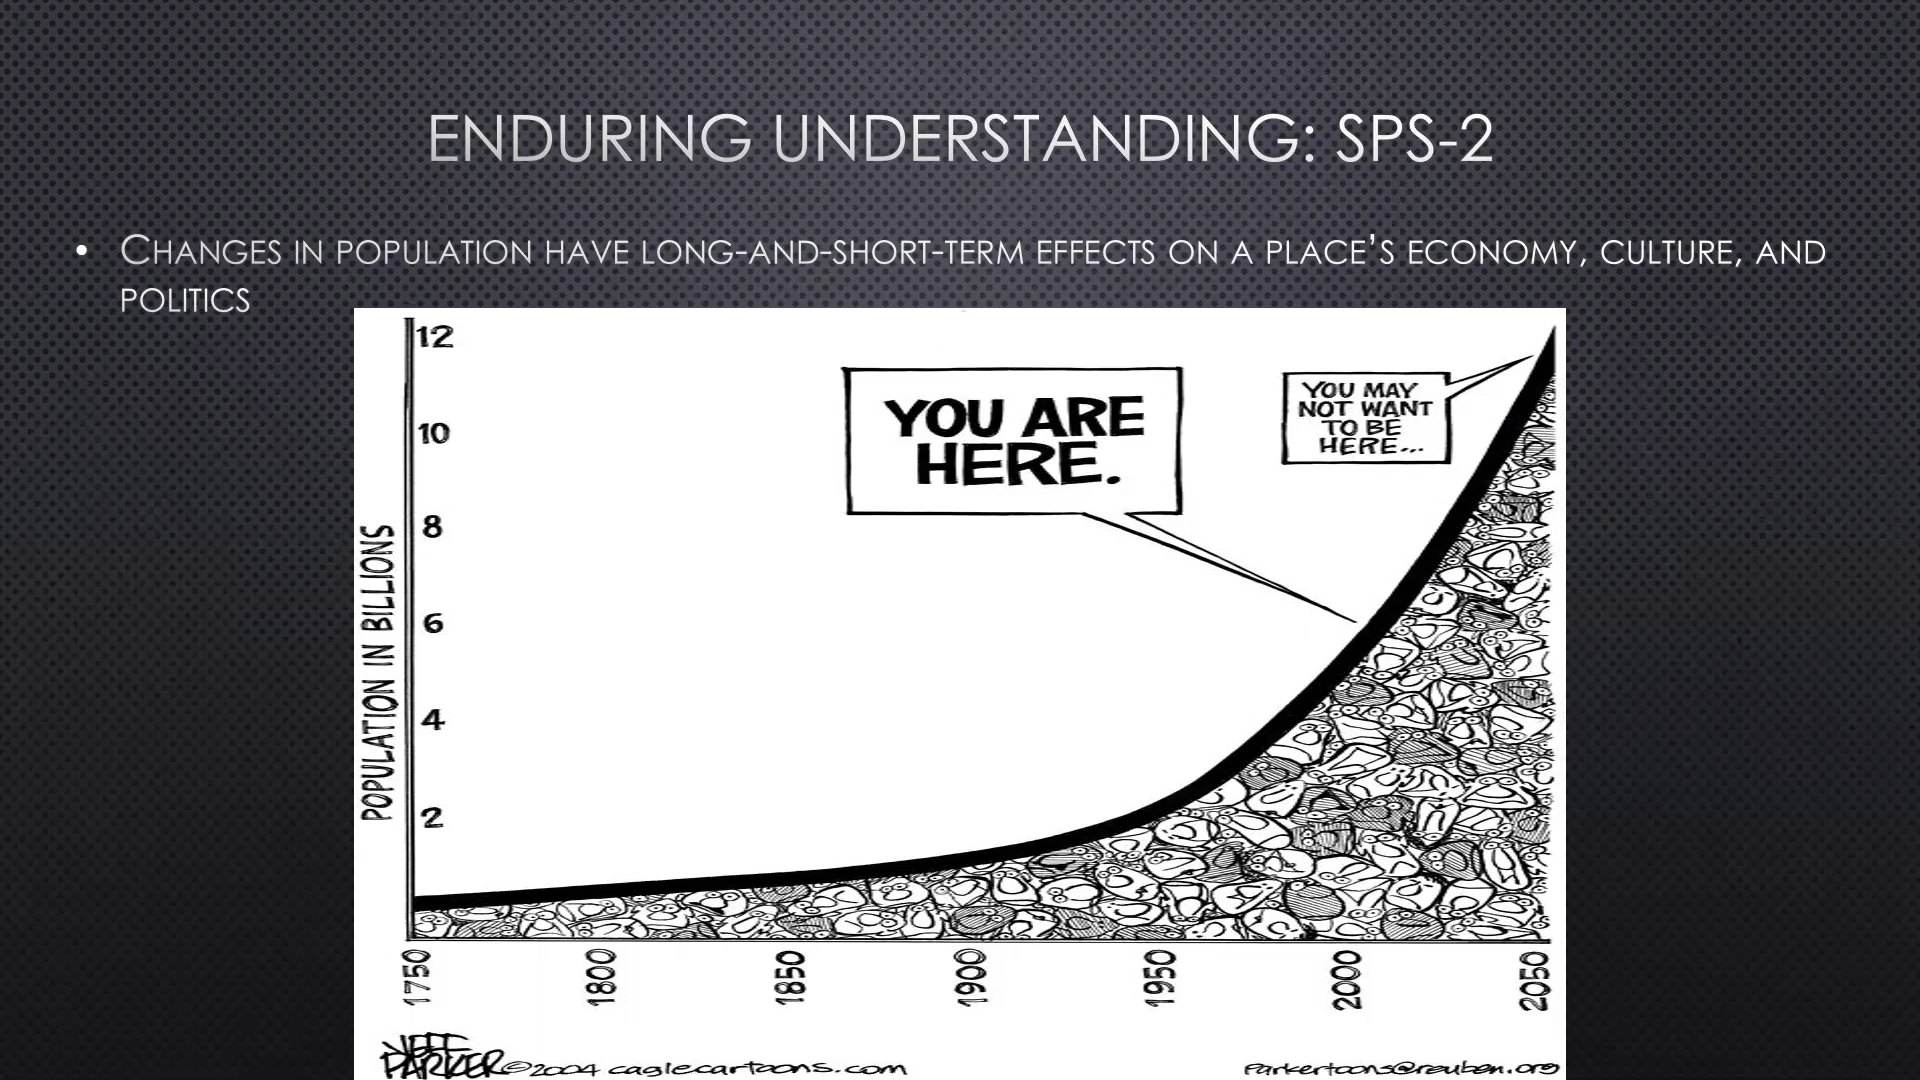 ENDURING UNDERSTANDING: SPS-2
• CHANGES IN POPULATION HAVE LONG-AND-SHORT-TERM EFFECTS ON A PLACE'S ECONOMY, CULTURE, AND
POLITICS
12
10
8
6
4
2
POPULATION IN BILLIONS
YOU ARE
HERE.
YOU MAY
NOT WANT
TO BE
HERE...
1750
1800
1850
1900
1950
2000
2050
JEFF
PARKER ©2004 caglecartoons.com
Parkertoons@reuben.org